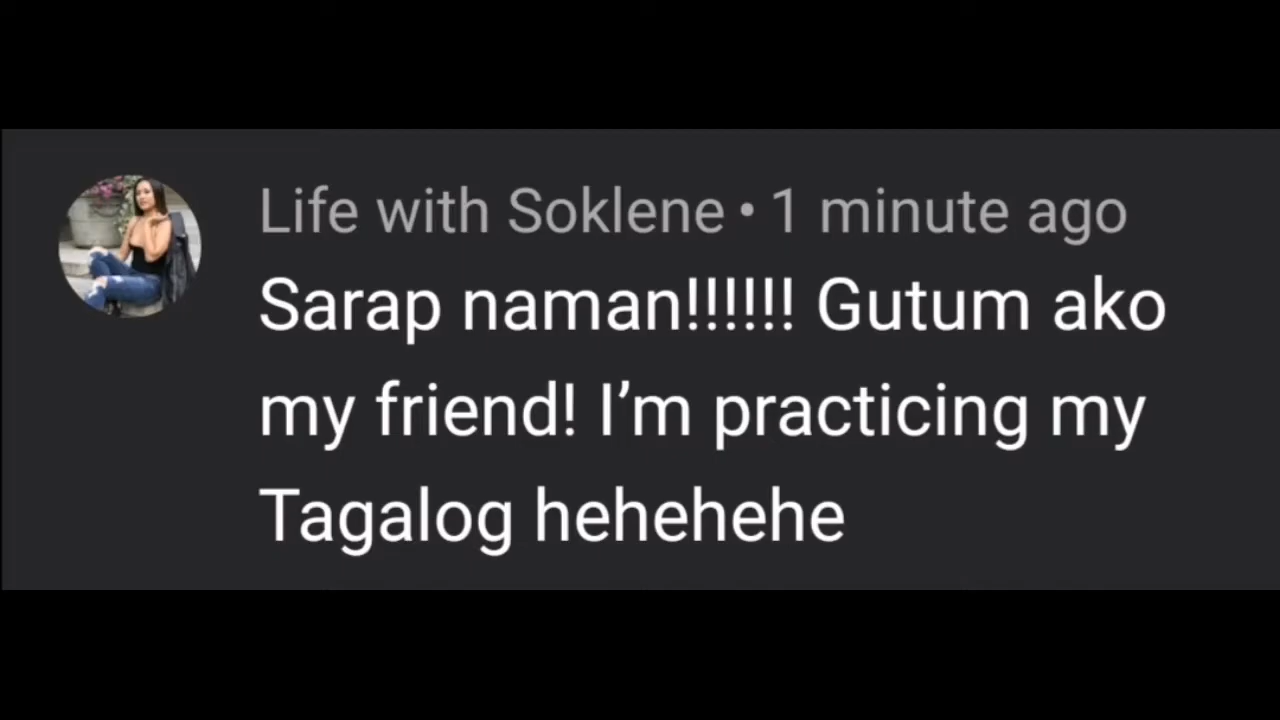 Life with Soklene • 1 minute ago
Sarap naman!!!!!! Gutum ako
my friend! I’m practicing my
Tagalog hehehehe